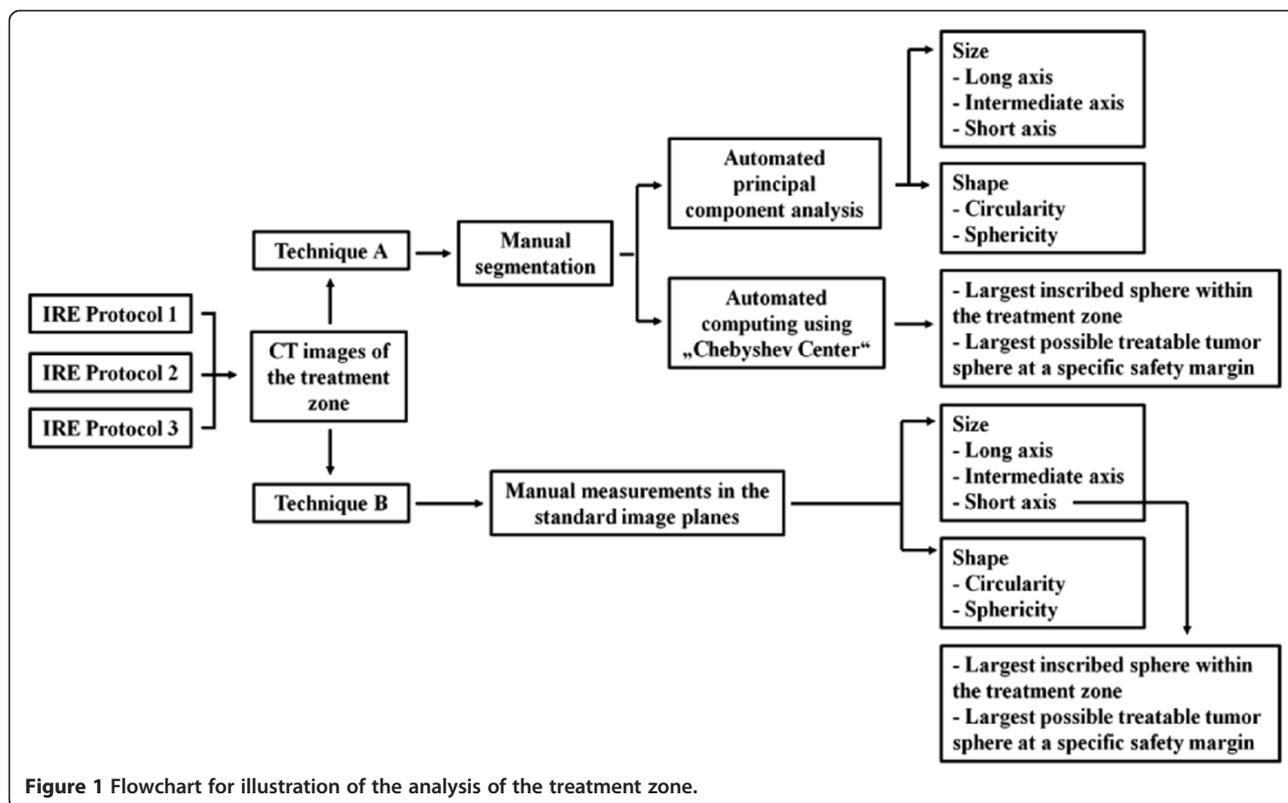 IRE Protocol 1
IRE Protocol 2
IRE Protocol 3
CT images of
the treatment
zone
Technique A
Manual
segmentation
Automated
principal
component analysis
Size
- Long axis
- Intermediate axis
- Short axis
Shape
- Circularity
- Sphericity
Automated
computing using
„Chebyshev Center“
- Largest inscribed sphere within
the treatment zone
- Largest possible treatable tumor
sphere at a specific safety margin
Technique B
Manual measurements in the
standard image planes
Size
- Long axis
- Intermediate axis
- Short axis
Shape
- Circularity
- Sphericity
- Largest inscribed sphere within
the treatment zone
- Largest possible treatable tumor
sphere at a specific safety margin
Figure 1 Flowchart for illustration of the analysis of the treatment zone.